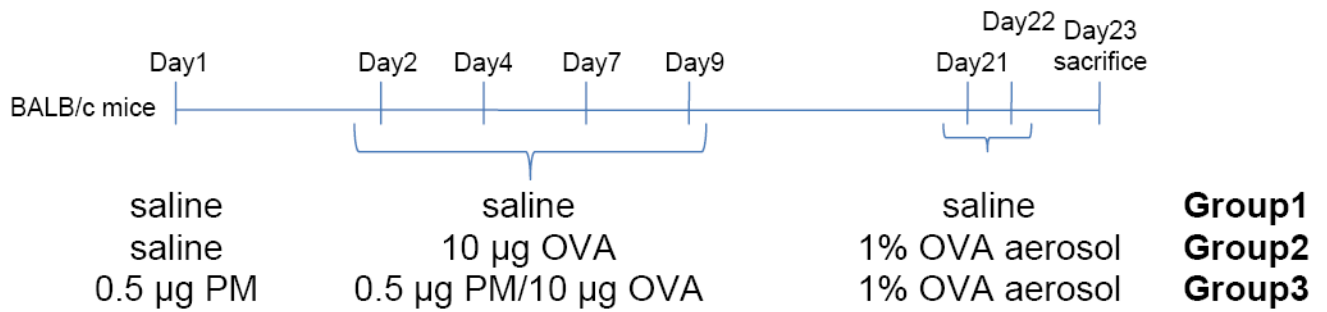 Day22 Day23
Day1 Day2 Day4 Day7 Day9 Day21 sacrifice
BALB/c mice
saline saline saline Group1
saline 10 µg OVA 1% OVA aerosol Group2
0.5 µg PM 0.5 µg PM/10 µg OVA 1% OVA aerosol Group3